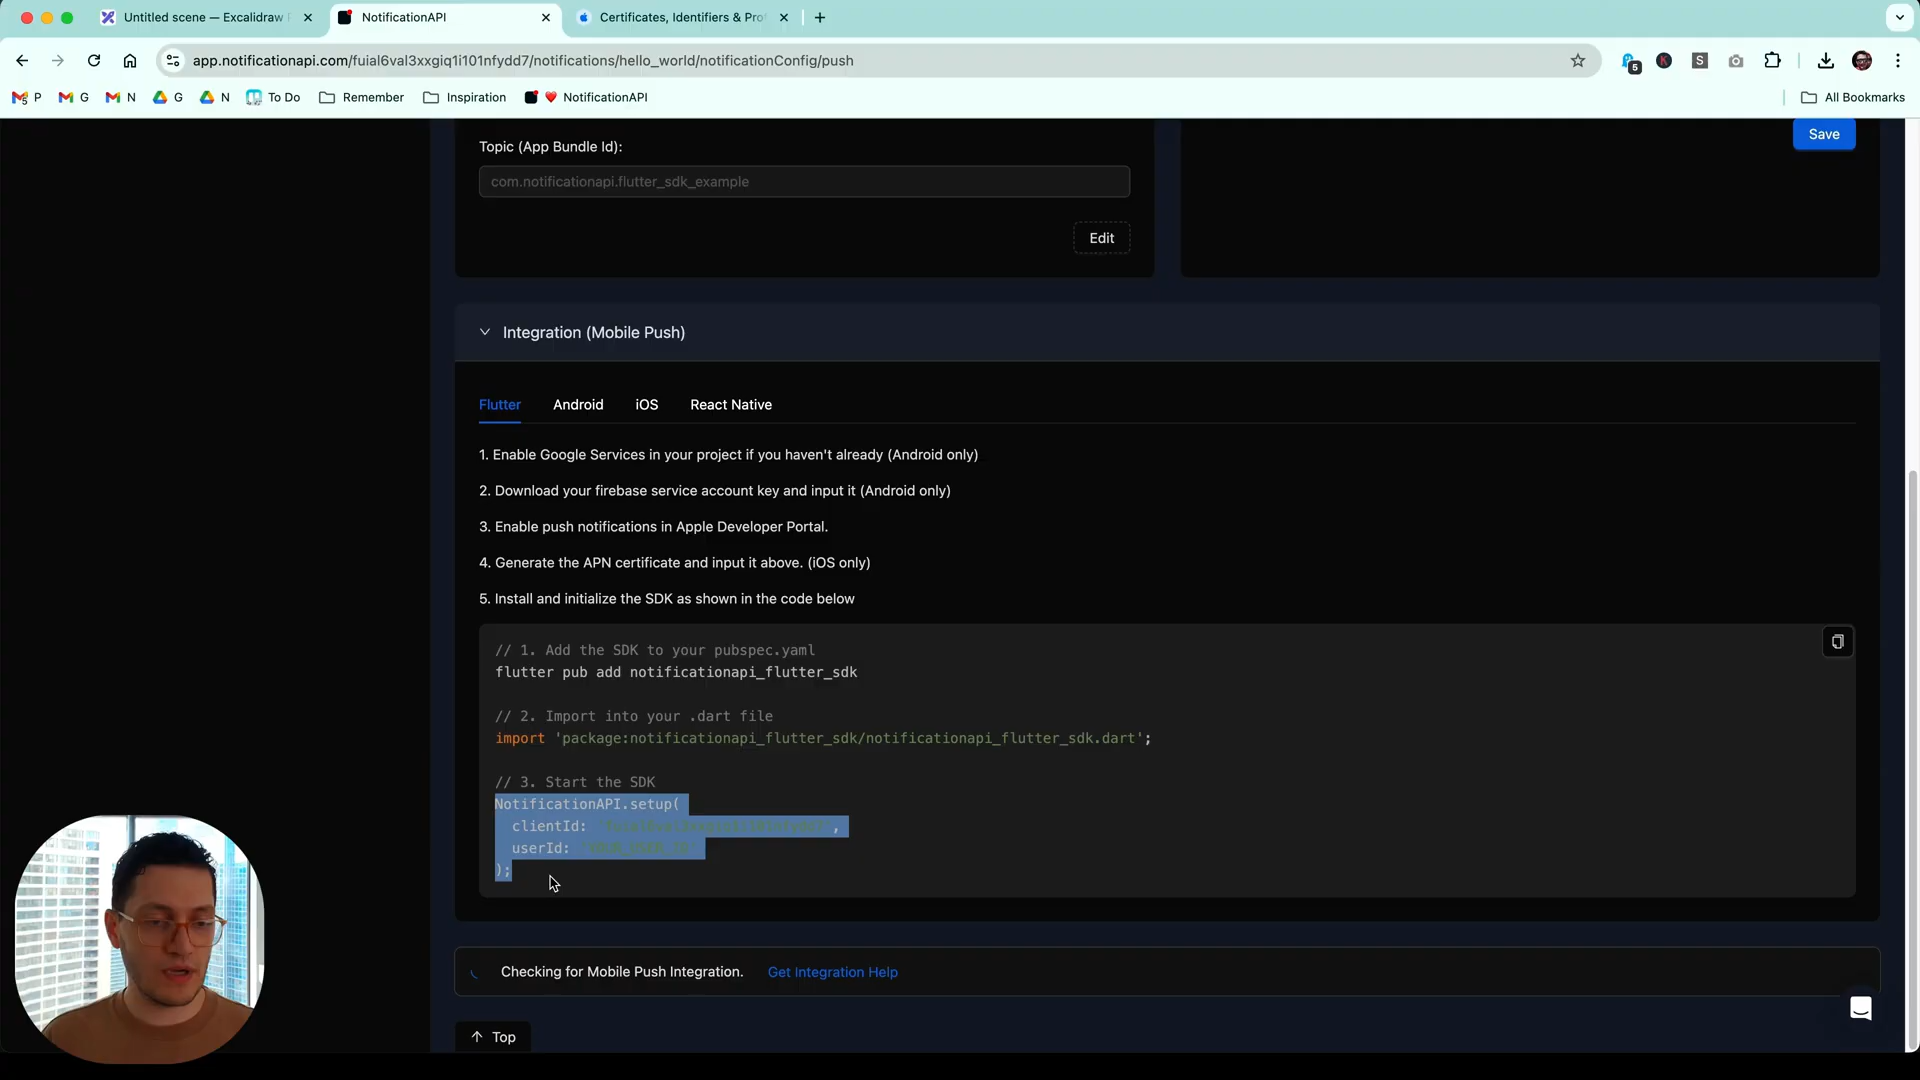 Untitled scene — Excalidraw
NotificationAPI
Certificates, Identifiers & Pro
app.notificationapi.com/fuial6val3xxgiq1i101nfydd7/notifications/hello_world/notificationConfig/push
5
K
S
P
G
N
G
N
To Do
Remember
Inspiration
NotificationAPI
All Bookmarks
Topic (App Bundle Id):
Save
com.notificationapi.flutter_sdk_example
Edit
Integration (Mobile Push)
Flutter
Android
iOS
React Native
1. Enable Google Services in your project if you haven't already (Android only)
2. Download your firebase service account key and input it (Android only)
3. Enable push notifications in Apple Developer Portal.
4. Generate the APN certificate and input it above. (iOS only)
5. Install and initialize the SDK as shown in the code below
// 1. Add the SDK to your pubspec.yaml
flutter pub add notificationapi_flutter_sdk
// 2. Import into your .dart file
import 'package:notificationapi_flutter_sdk/notificationapi_flutter_sdk.dart';
// 3. Start the SDK
NotificationAPI.setup(
clientId: ,
userId:
);
Checking for Mobile Push Integration. Get Integration Help
Top